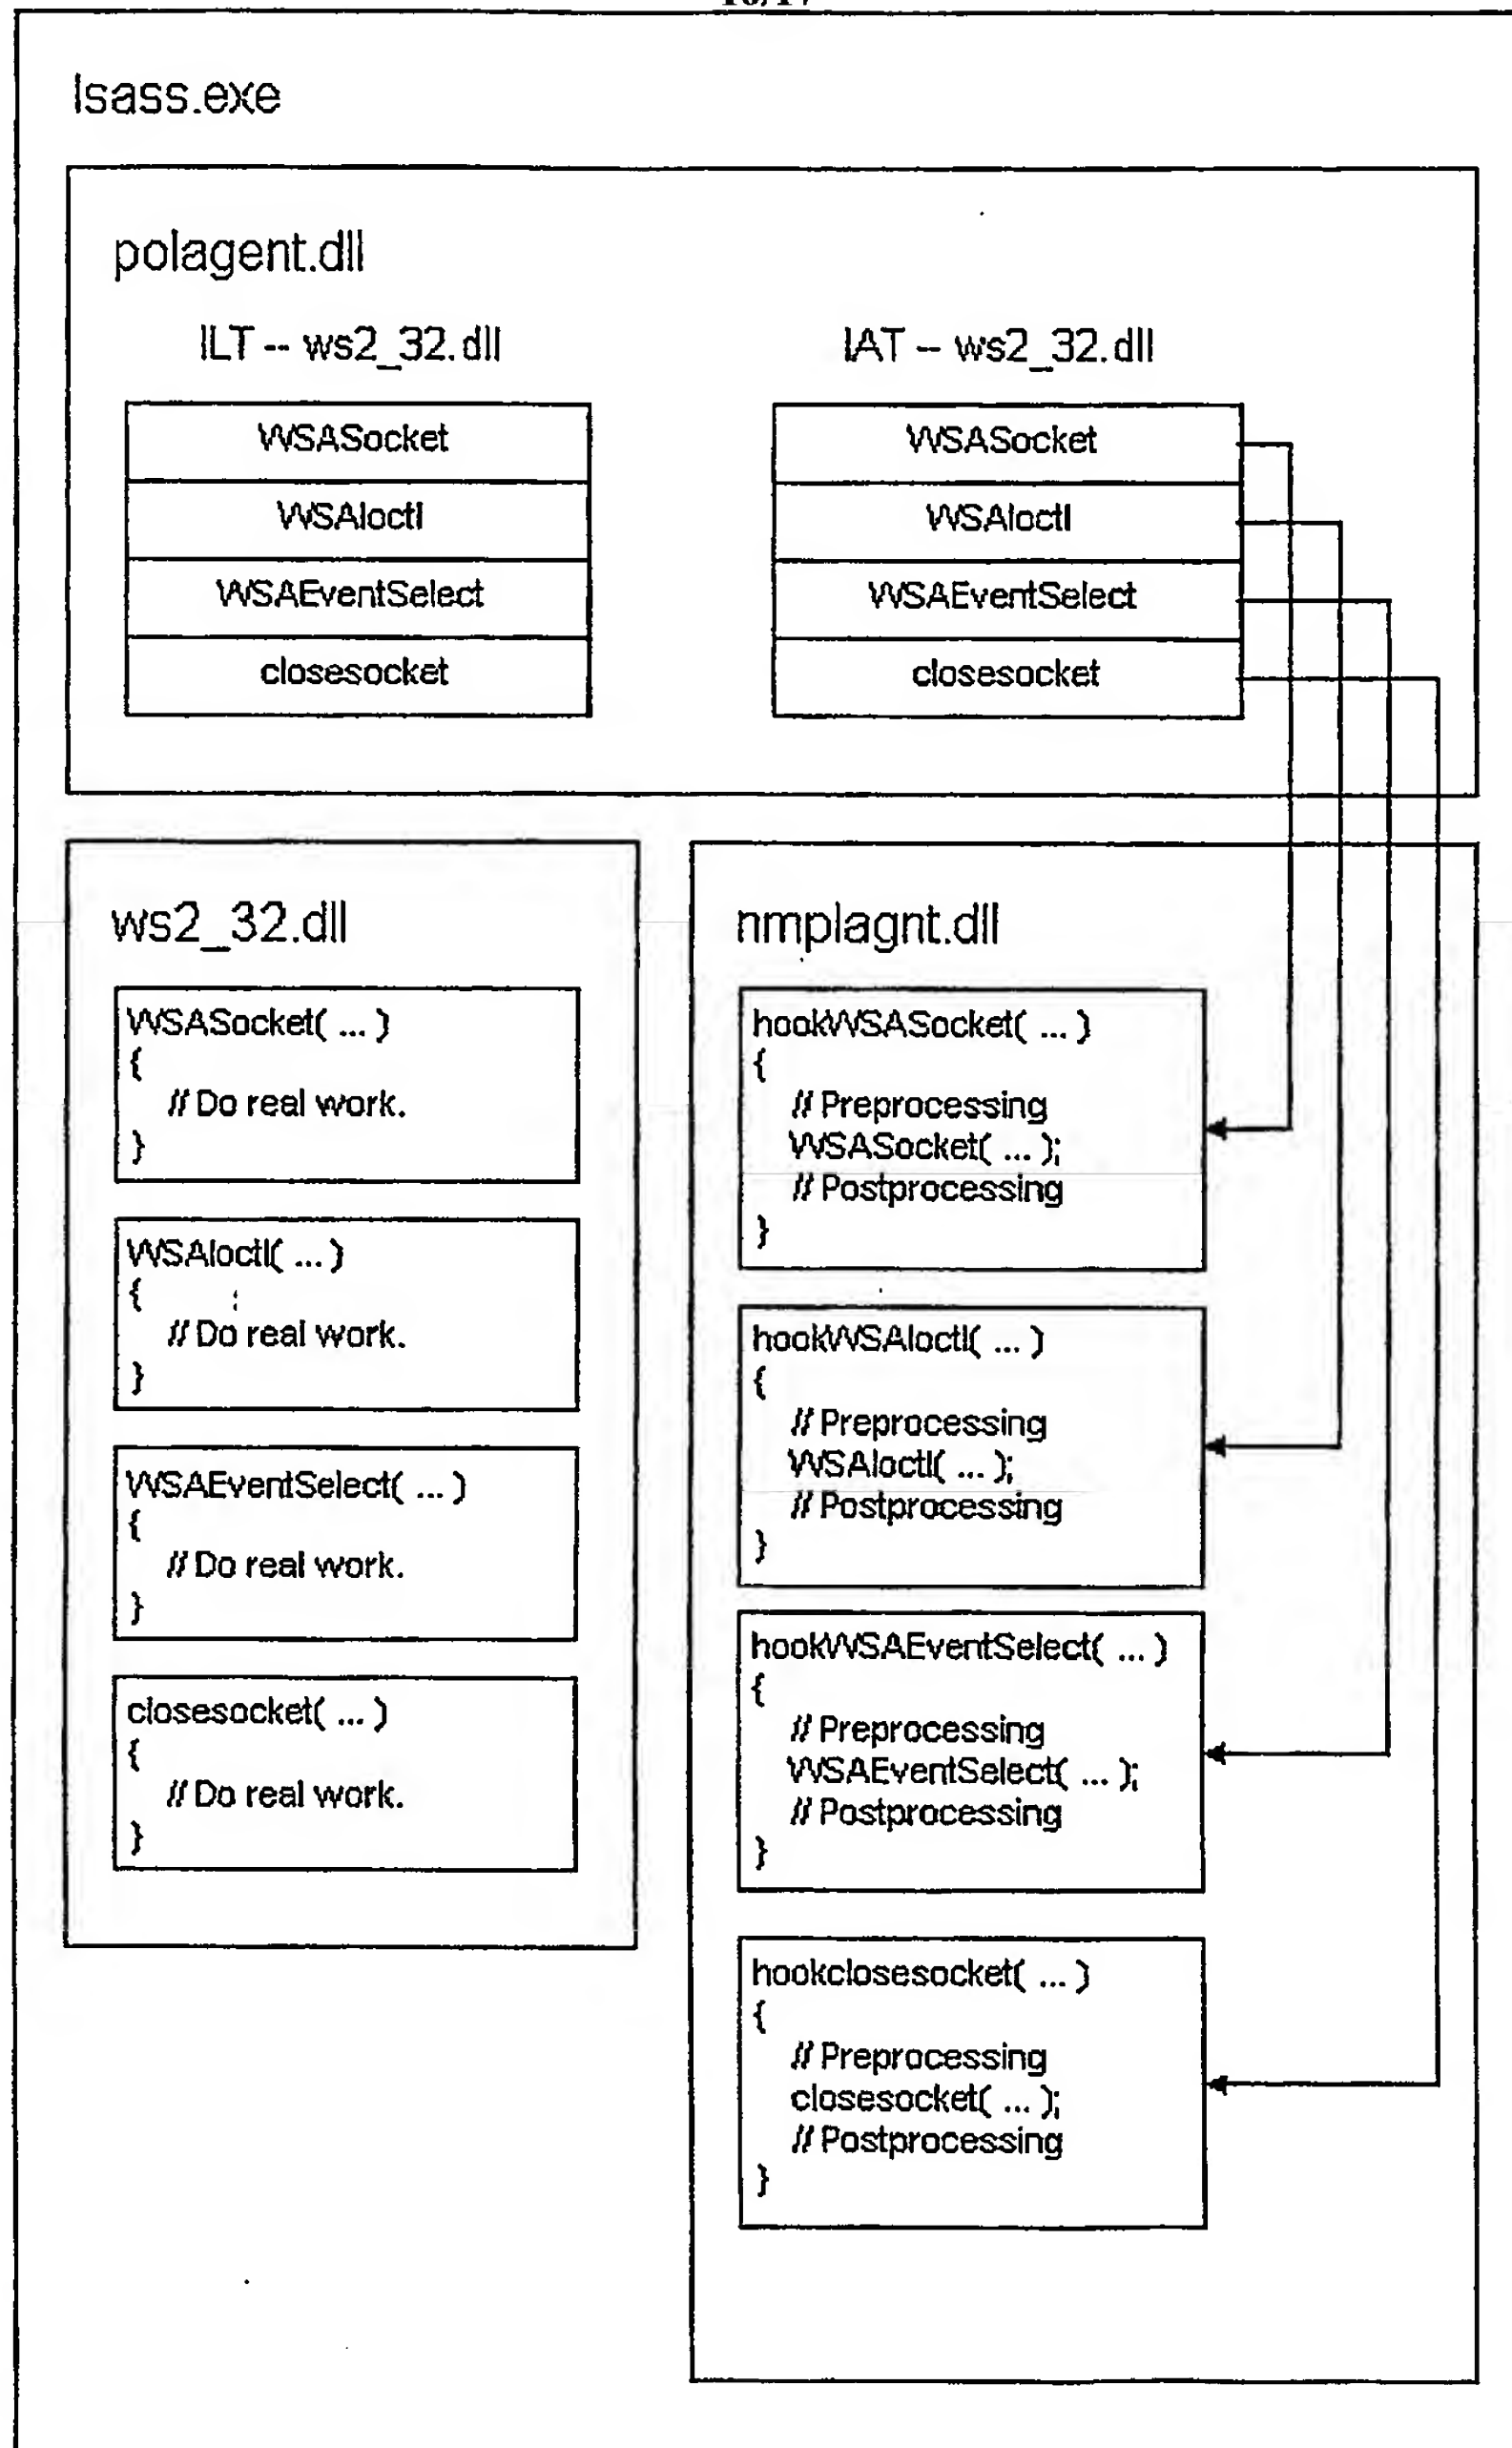 lsass.exe
polagent.dll
ILT -- ws2_32.dll
WSASocket
WSAIoctl
WSAEventSelect
closesocket
IAT -- ws2_32.dll
WSASocket
WSAIoctl
WSAEventSelect
closesocket
ws2_32.dll
WSASocket( ... )
{
// Do real work.
}
WSAIoctl( ... )
{
// Do real work.
}
WSAEventSelect( ... )
{
// Do real work.
}
closesocket( ... )
{
// Do real work.
}
nmplagnt.dll
hookWSASocket( ... )
{
// Preprocessing
WSASocket( ... );
// Postprocessing
}
hookWSAIoctl( ... )
{
// Preprocessing
WSAIoctl( ... );
// Postprocessing
}
hookWSAEventSelect( ... )
{
// Preprocessing
WSAEventSelect( ... );
// Postprocessing
}
hookclosesocket( ... )
{
// Preprocessing
closesocket( ... );
// Postprocessing
}